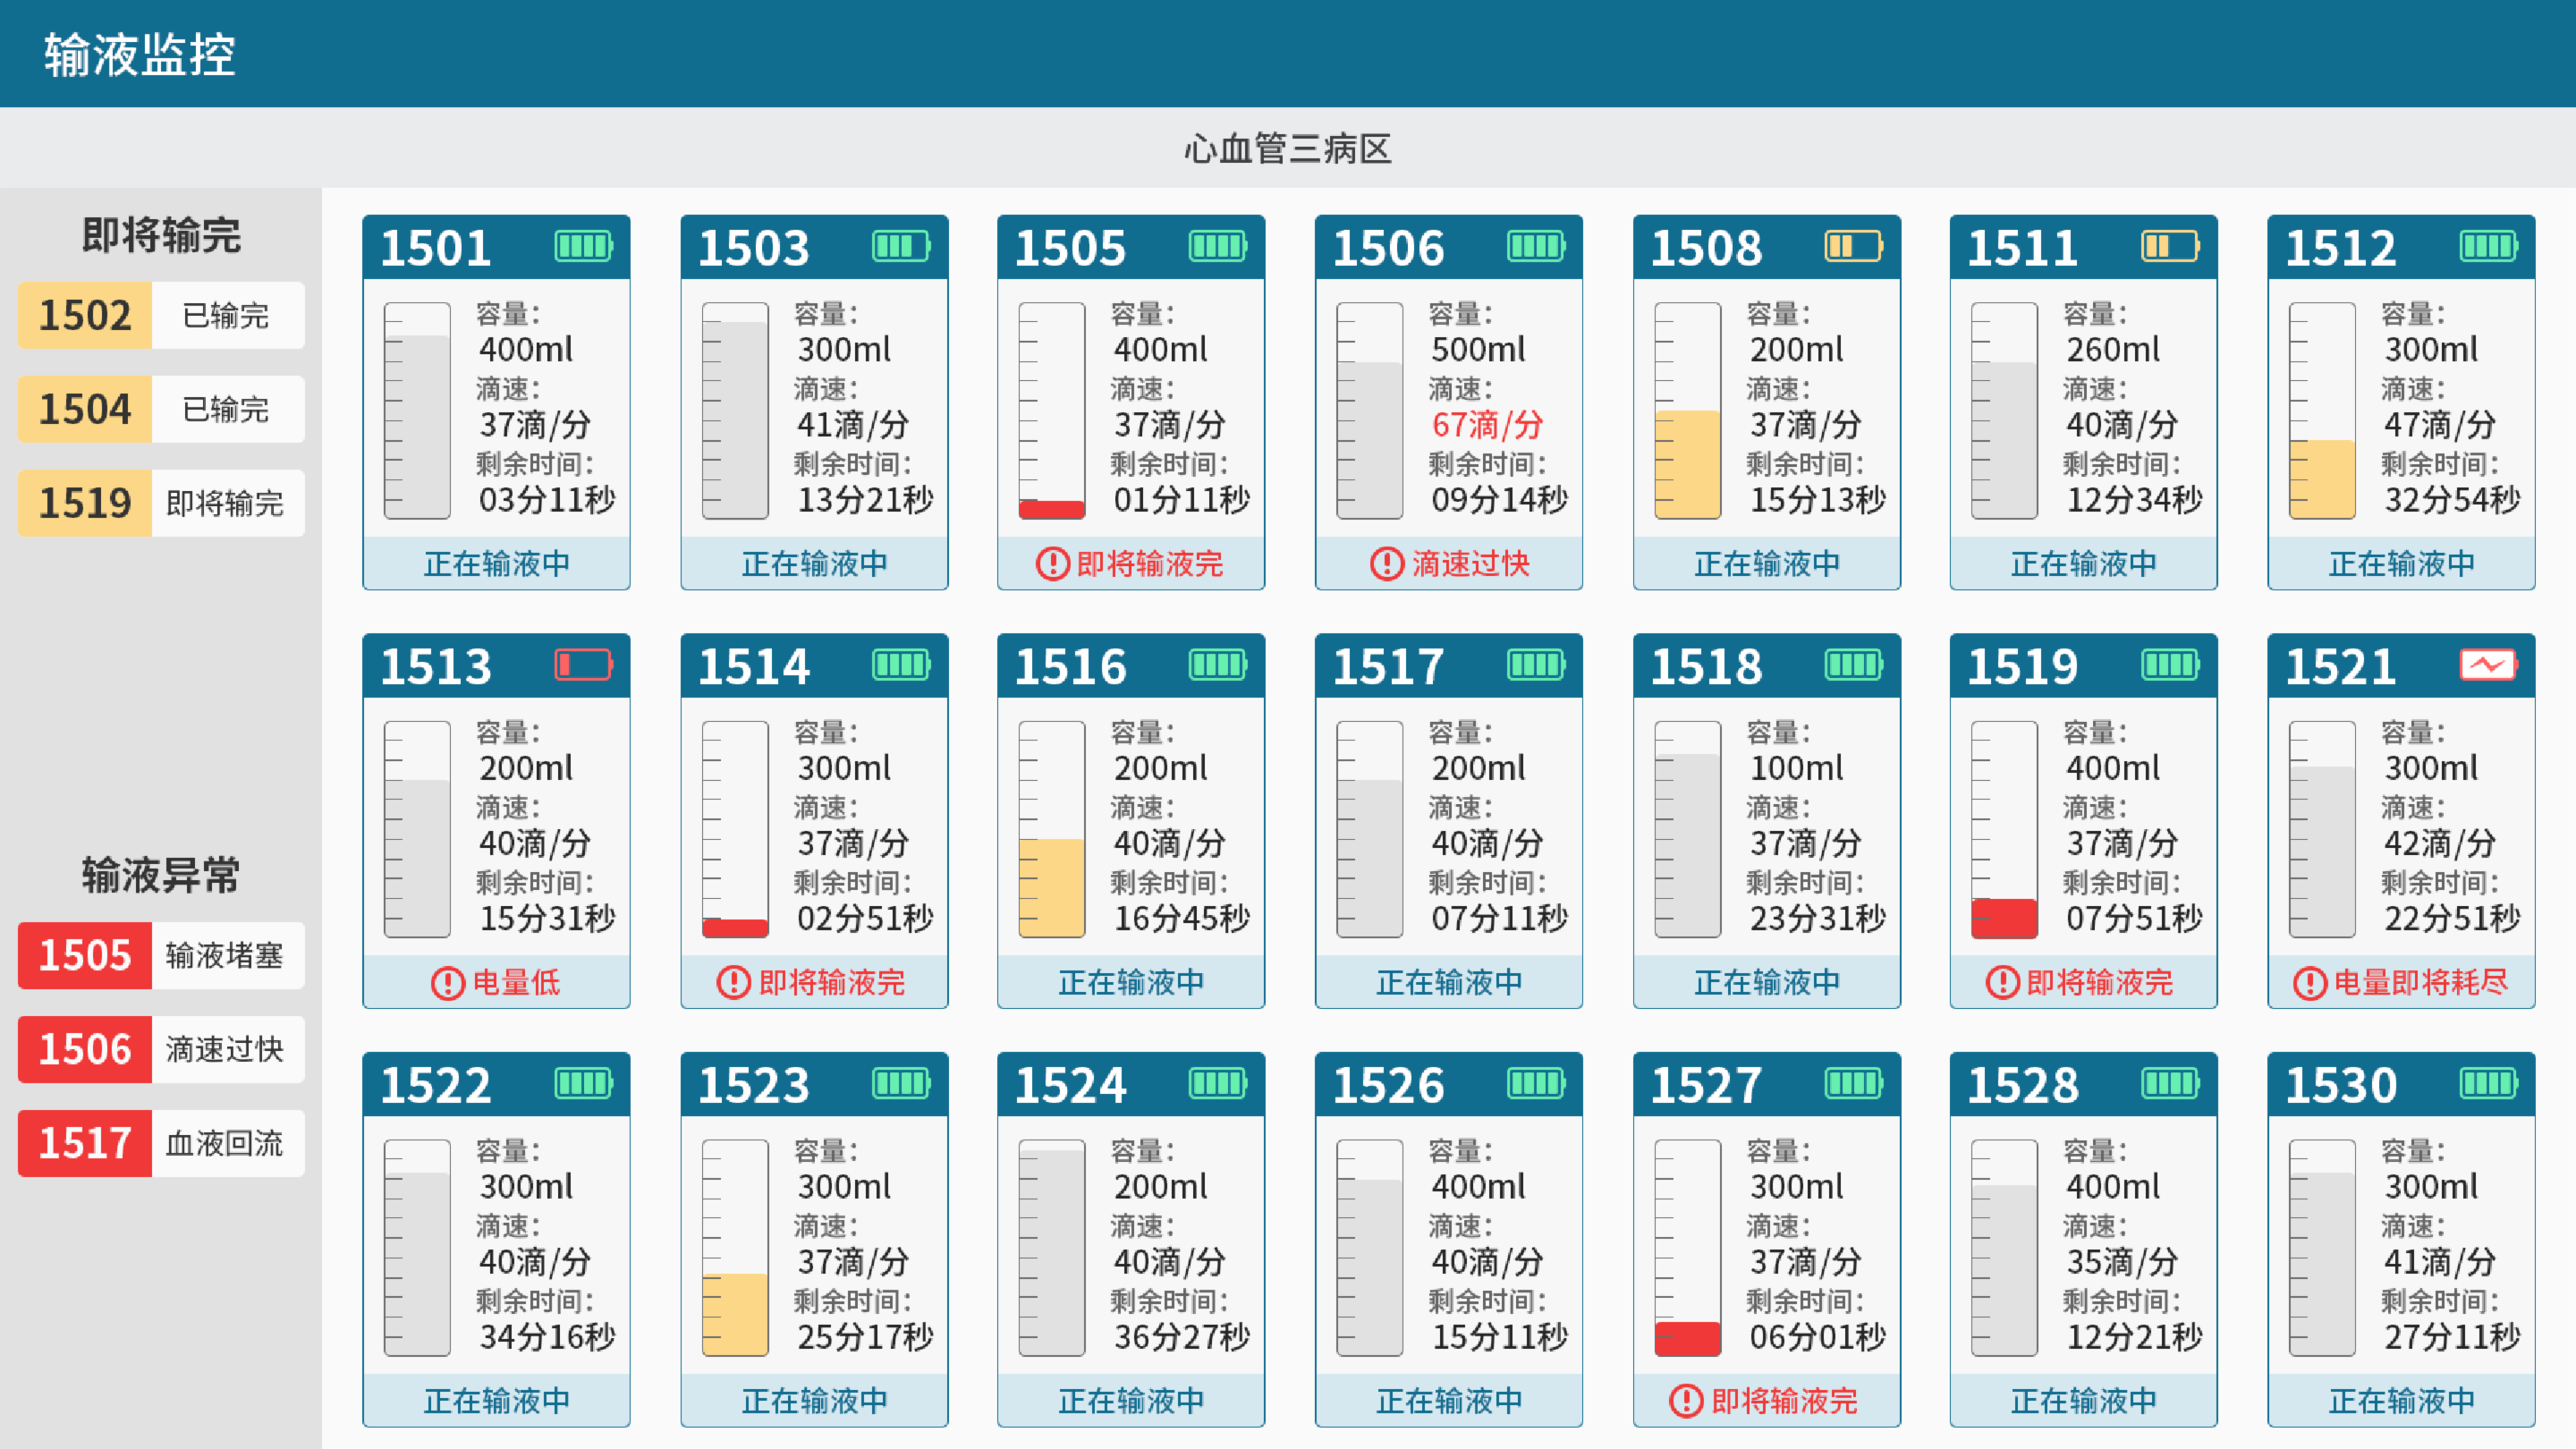 输液监控
心血管三病区
即将输完
1502 已输完
1504 已输完
1519 即将输完
输液异常
1505 输液堵塞
1506 滴速过快
1517 血液回流
1501
容量：
400ml
滴速：
37滴/分
剩余时间：
03分11秒
正在输液中
1503
容量：
300ml
滴速：
41滴/分
剩余时间：
13分21秒
正在输液中
1505
容量：
400ml
滴速：
37滴/分
剩余时间：
01分11秒
即将输液完
1506
容量：
500ml
滴速：
67滴/分
剩余时间：
09分14秒
滴速过快
1508
容量：
200ml
滴速：
37滴/分
剩余时间：
15分13秒
正在输液中
1511
容量：
260ml
滴速：
40滴/分
剩余时间：
12分34秒
正在输液中
1512
容量：
300ml
滴速：
47滴/分
剩余时间：
32分54秒
正在输液中
1513
容量：
200ml
滴速：
40滴/分
剩余时间：
15分31秒
电量低
1514
容量：
300ml
滴速：
37滴/分
剩余时间：
02分51秒
即将输液完
1516
容量：
200ml
滴速：
40滴/分
剩余时间：
16分45秒
正在输液中
1517
容量：
200ml
滴速：
40滴/分
剩余时间：
07分11秒
正在输液中
1518
容量：
100ml
滴速：
37滴/分
剩余时间：
23分31秒
正在输液中
1519
容量：
400ml
滴速：
37滴/分
剩余时间：
07分51秒
即将输液完
1521
容量：
300ml
滴速：
42滴/分
剩余时间：
22分51秒
电量即将耗尽
1522
容量：
300ml
滴速：
40滴/分
剩余时间：
34分16秒
正在输液中
1523
容量：
300ml
滴速：
37滴/分
剩余时间：
25分17秒
正在输液中
1524
容量：
200ml
滴速：
40滴/分
剩余时间：
36分27秒
正在输液中
1526
容量：
400ml
滴速：
40滴/分
剩余时间：
15分11秒
正在输液中
1527
容量：
300ml
滴速：
37滴/分
剩余时间：
06分01秒
即将输液完
1528
容量：
400ml
滴速：
35滴/分
剩余时间：
12分21秒
正在输液中
1530
容量：
300ml
滴速：
41滴/分
剩余时间：
27分11秒
正在输液中